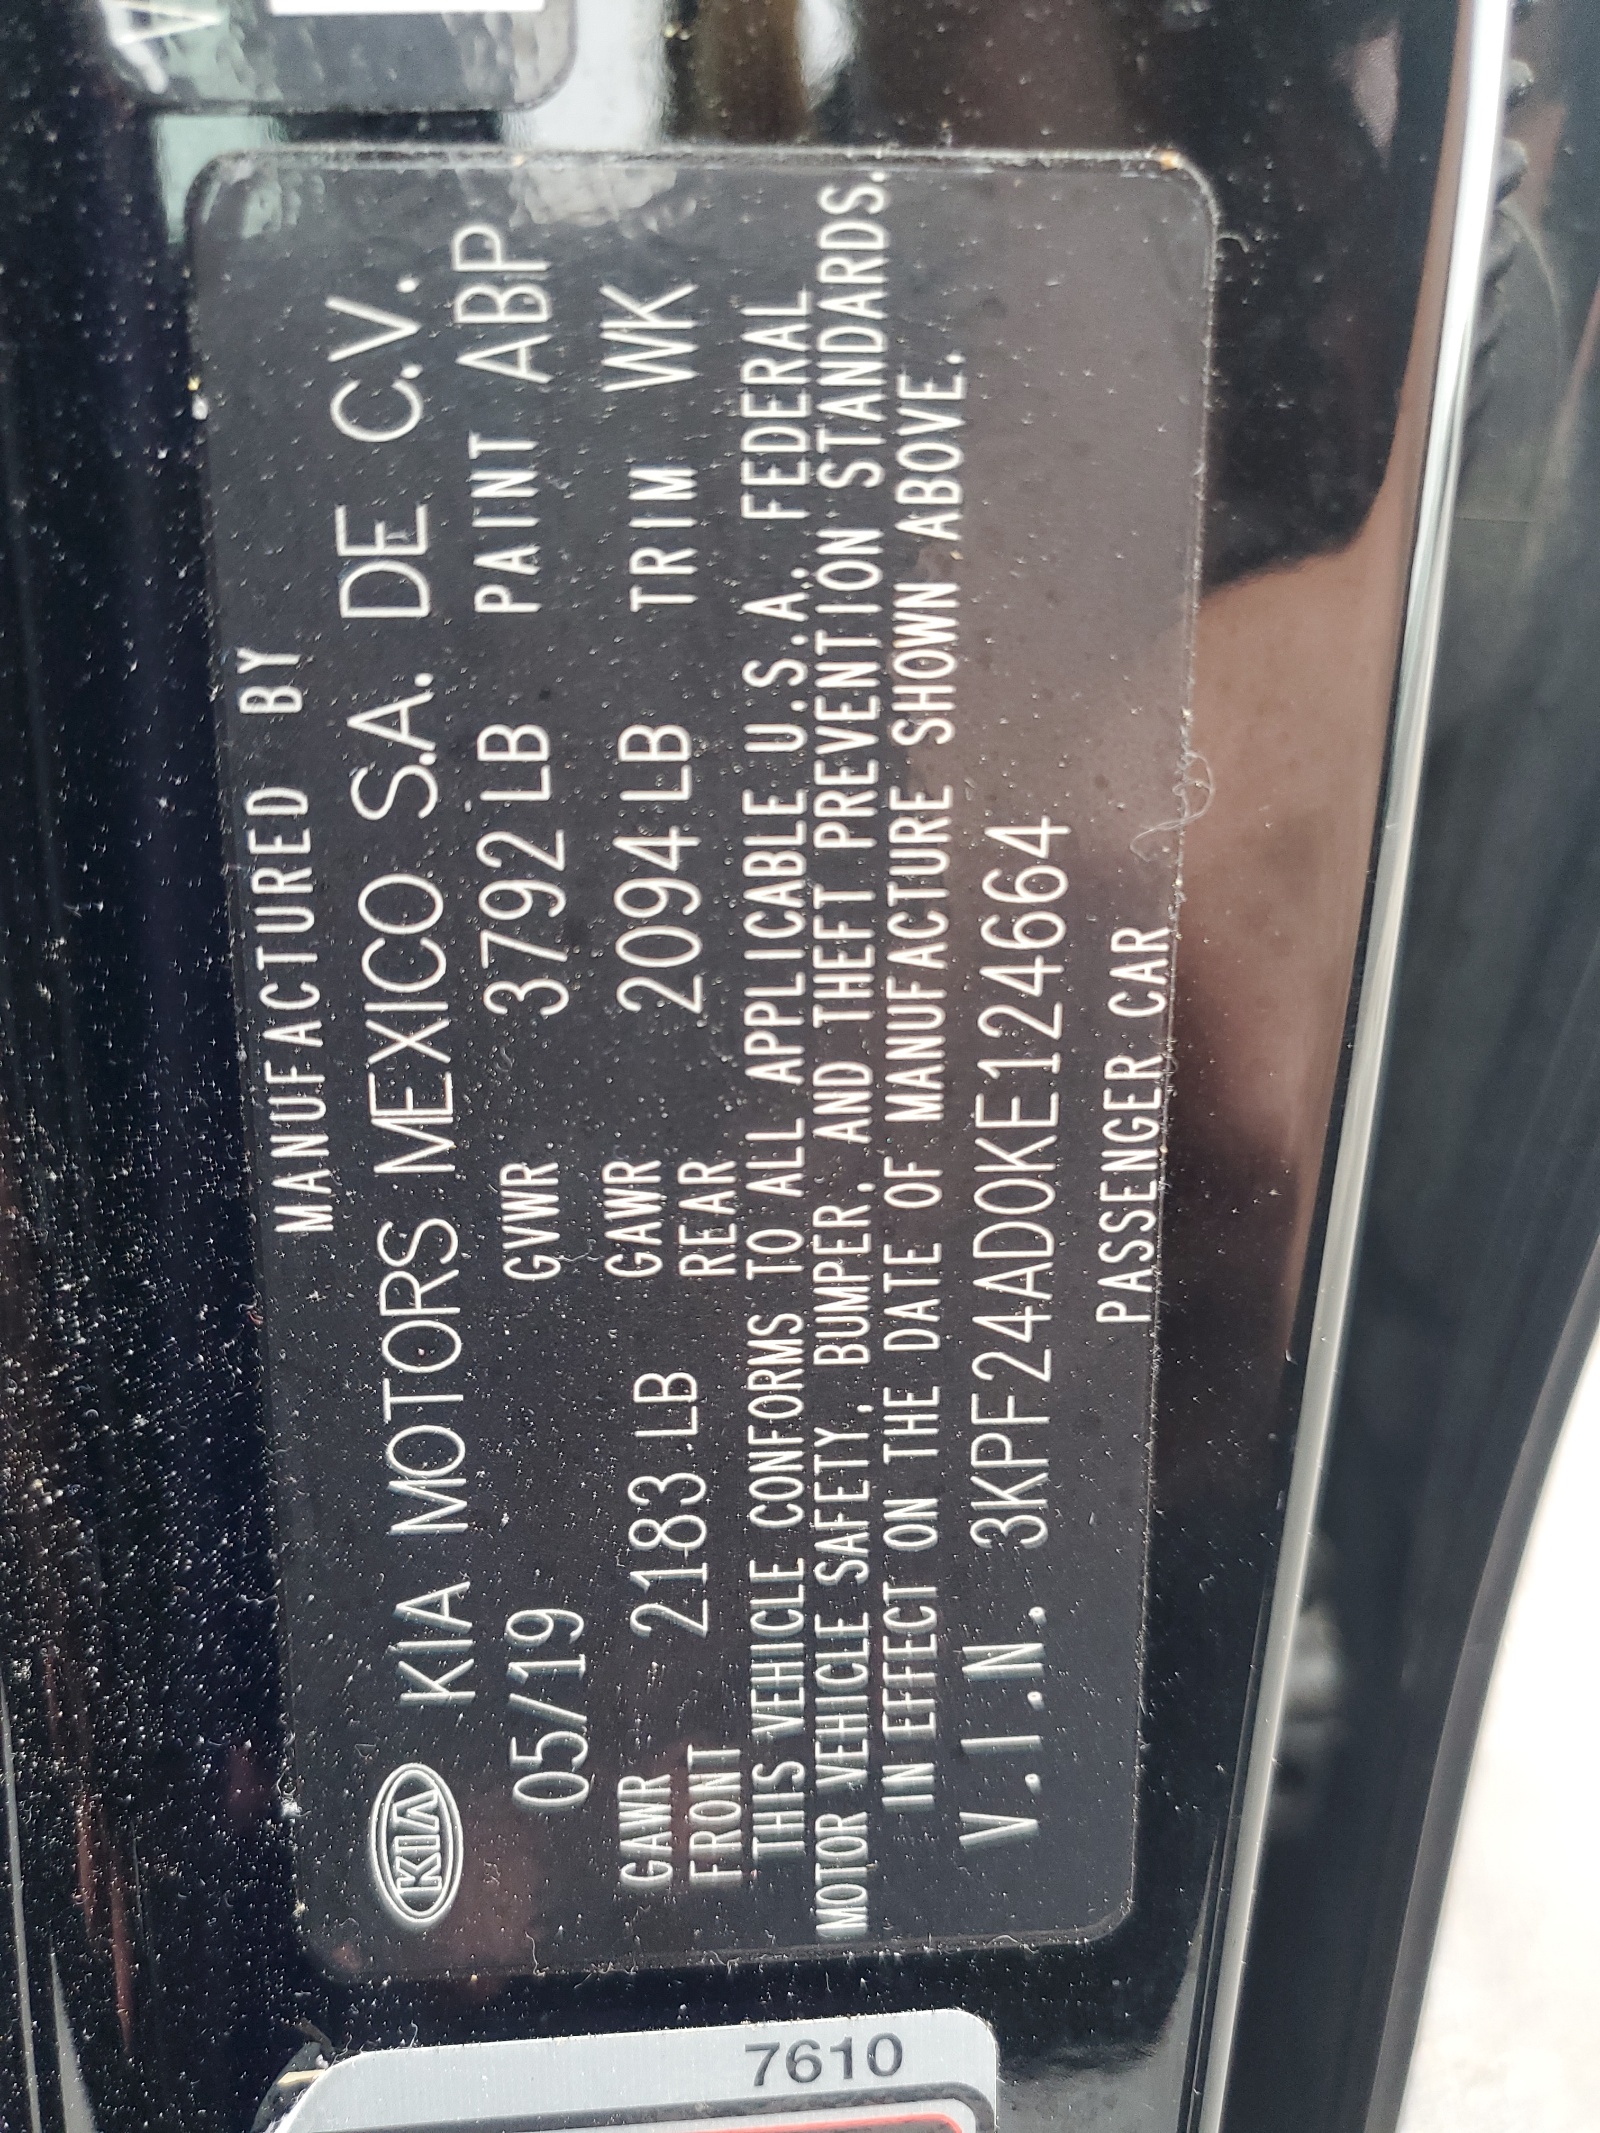 MANUFACTURED BY
KIA KIA MOTORS MEXICO S.A. DE C.V.
05/19 GVWR 3792 LB PAINT ABP
GAWR FRONT 2183 LB GAWR REAR 2094 LB TRIM WK
THIS VEHICLE CONFORMS TO ALL APPLICABLE U.S.A. FEDERAL
MOTOR VEHICLE SAFETY, BUMPER, AND THEFT PREVENTION STANDARDS.
IN EFFECT ON THE DATE OF MANUFACTURE SHOWN ABOVE.
V.I.N. 3KPF24AD0KE124664
PASSENGER CAR
7610